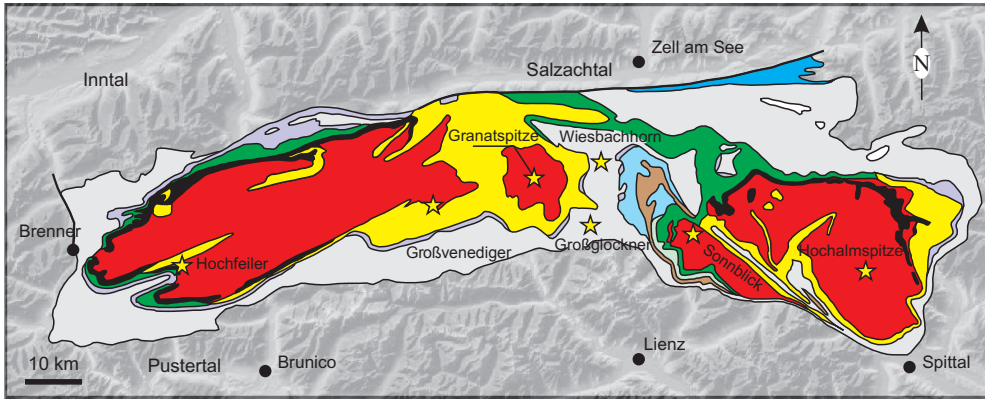 Zell am See
Inntal
Salzachtal
N
Granatspitze
Wiesbachhorn
Brenner
Großvenediger
Großglockner
Hochfeiler
Sonnblick
Hochalmspitze
10 km
Pustertal
Brunico
Lienz
Spittal